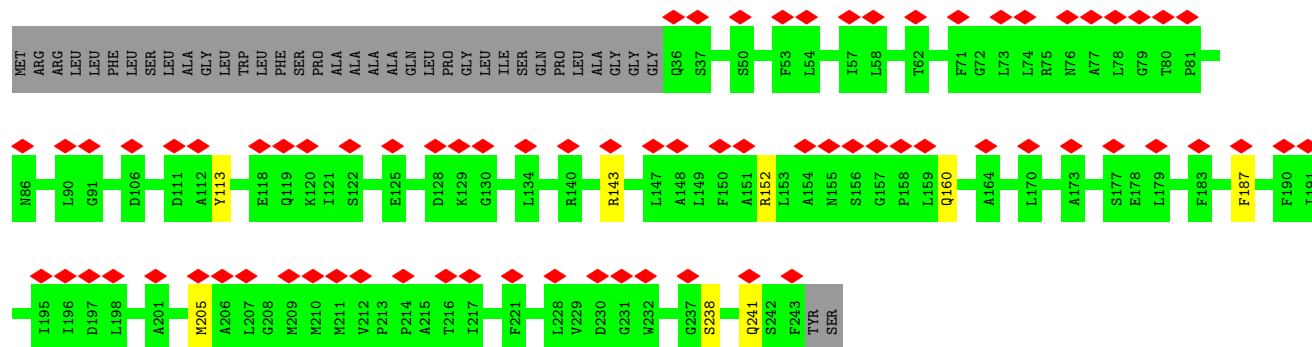 MET ARG ARG LEU LEU PHE LEU SER LEU ALA GLY LEU TRP LEU PHE SER PRO ALA ALA ALA ALA GLN LEU PRO GLY LEU ILE SER GLN PRO LEU ALA GLY GLY GLY Q36 S37 S50 F53 L54 I57 L58 T62 F71 G72 L73 L74 R75 N76 A77 L78 G79 T80 P81
N86 L90 G91 D106 D111 A112 Y113 E118 Q119 K120 I121 S122 E125 D128 K129 G130 L134 R140 R143 L147 A148 L149 F150 A151 R152 L153 A154 N155 S156 G157 P158 L159 Q160 A164 L170 A173 S177 E178 L179 F183 F187 F190 I191
I195 I196 D197 L198 A201 M205 A206 L207 G208 M209 M210 M211 V212 P213 P214 A215 T216 I217 F221 L228 V229 D230 G231 W232 G237 S238 Q241 S242 F243 TYR SER